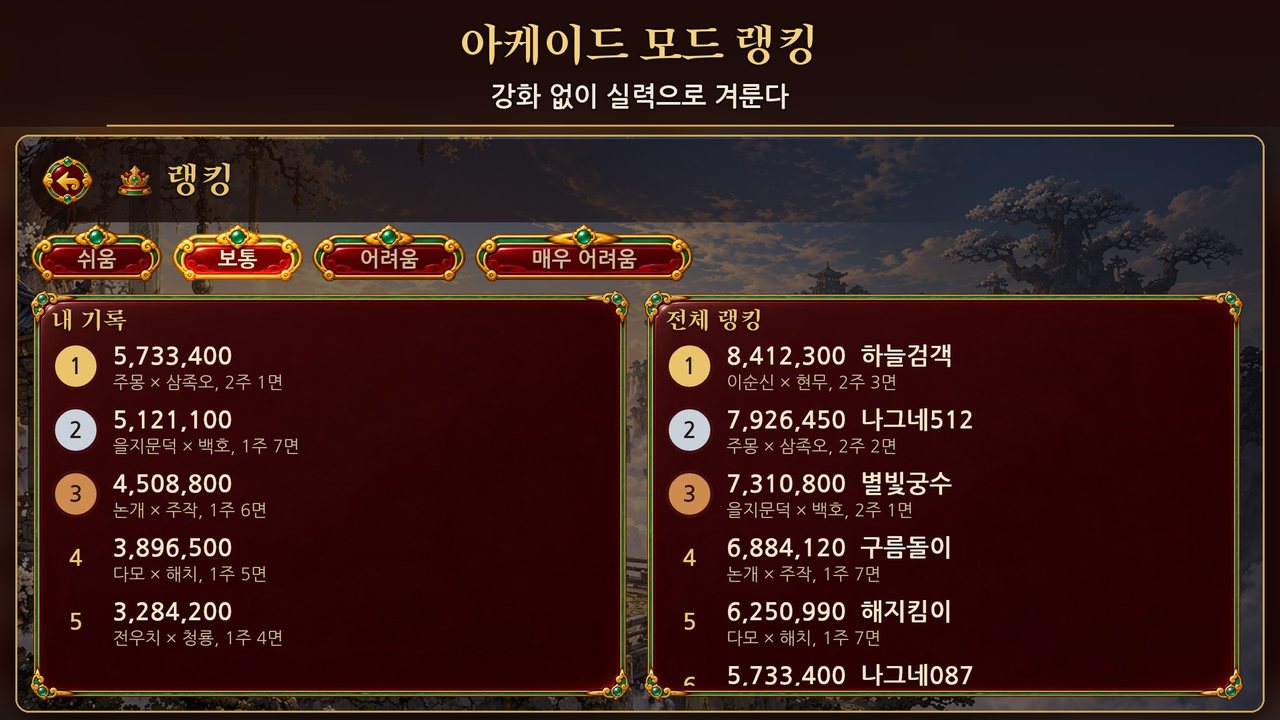 아케이드 모드 랭킹
강화 없이 실력으로 겨룬다
랭킹
쉬움 보통 어려움 매우 어려움
내 기록
1 5,733,400
주몽 × 삼족오, 2주 1면
2 5,121,100
을지문덕 × 백호, 1주 7면
3 4,508,800
논개 × 주작, 1주 6면
4 3,896,500
다모 × 해치, 1주 5면
5 3,284,200
전우치 × 청룡, 1주 4면
전체 랭킹
1 8,412,300 하늘검객
이순신 × 현무, 2주 3면
2 7,926,450 나그네512
주몽 × 삼족오, 2주 2면
3 7,310,800 별빛궁수
을지문덕 × 백호, 2주 1면
4 6,884,120 구름돌이
논개 × 주작, 1주 7면
5 6,250,990 해지킴이
다모 × 해치, 1주 7면
6 5,733,400 나그네087